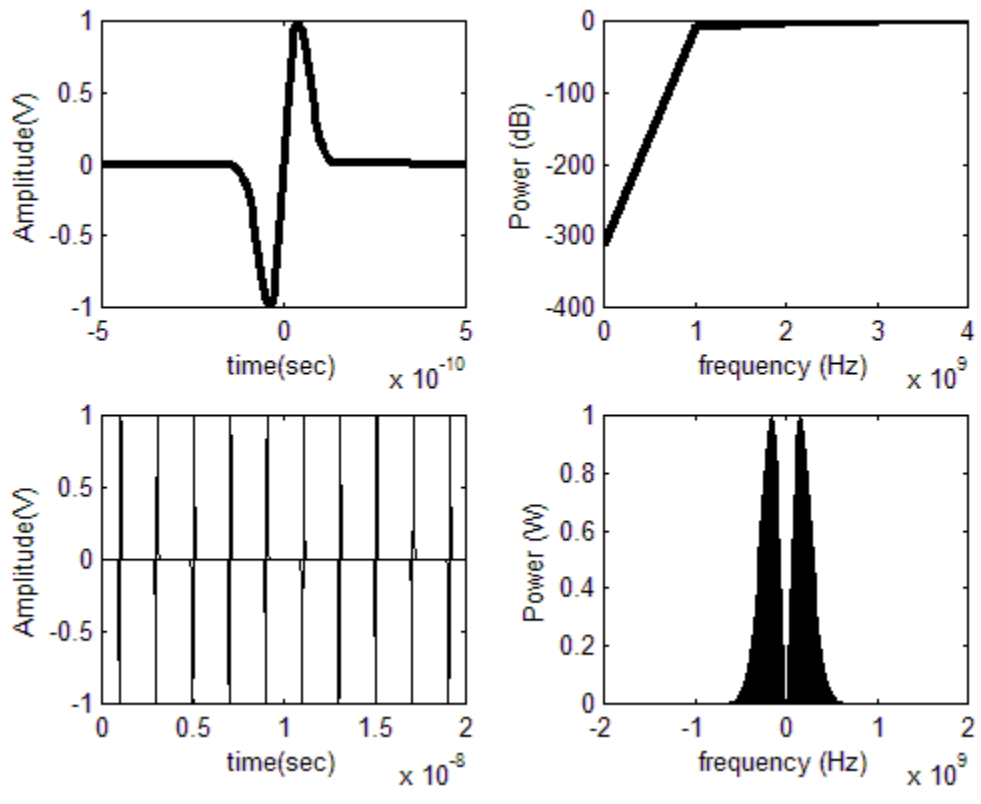 1
0.5
0
-0.5
-1
Amplitude(V)
-5 0 5
time(sec)
x 10^-10
0
-100
-200
-300
-400
Power (dB)
0 1 2 3 4
frequency (Hz)
x 10^9
1
0.5
0
-0.5
-1
Amplitude(V)
0 0.5 1 1.5 2
time(sec)
x 10^-8
1
0.8
0.6
0.4
0.2
0
Power (W)
-2 -1 0 1 2
frequency (Hz)
x 10^9